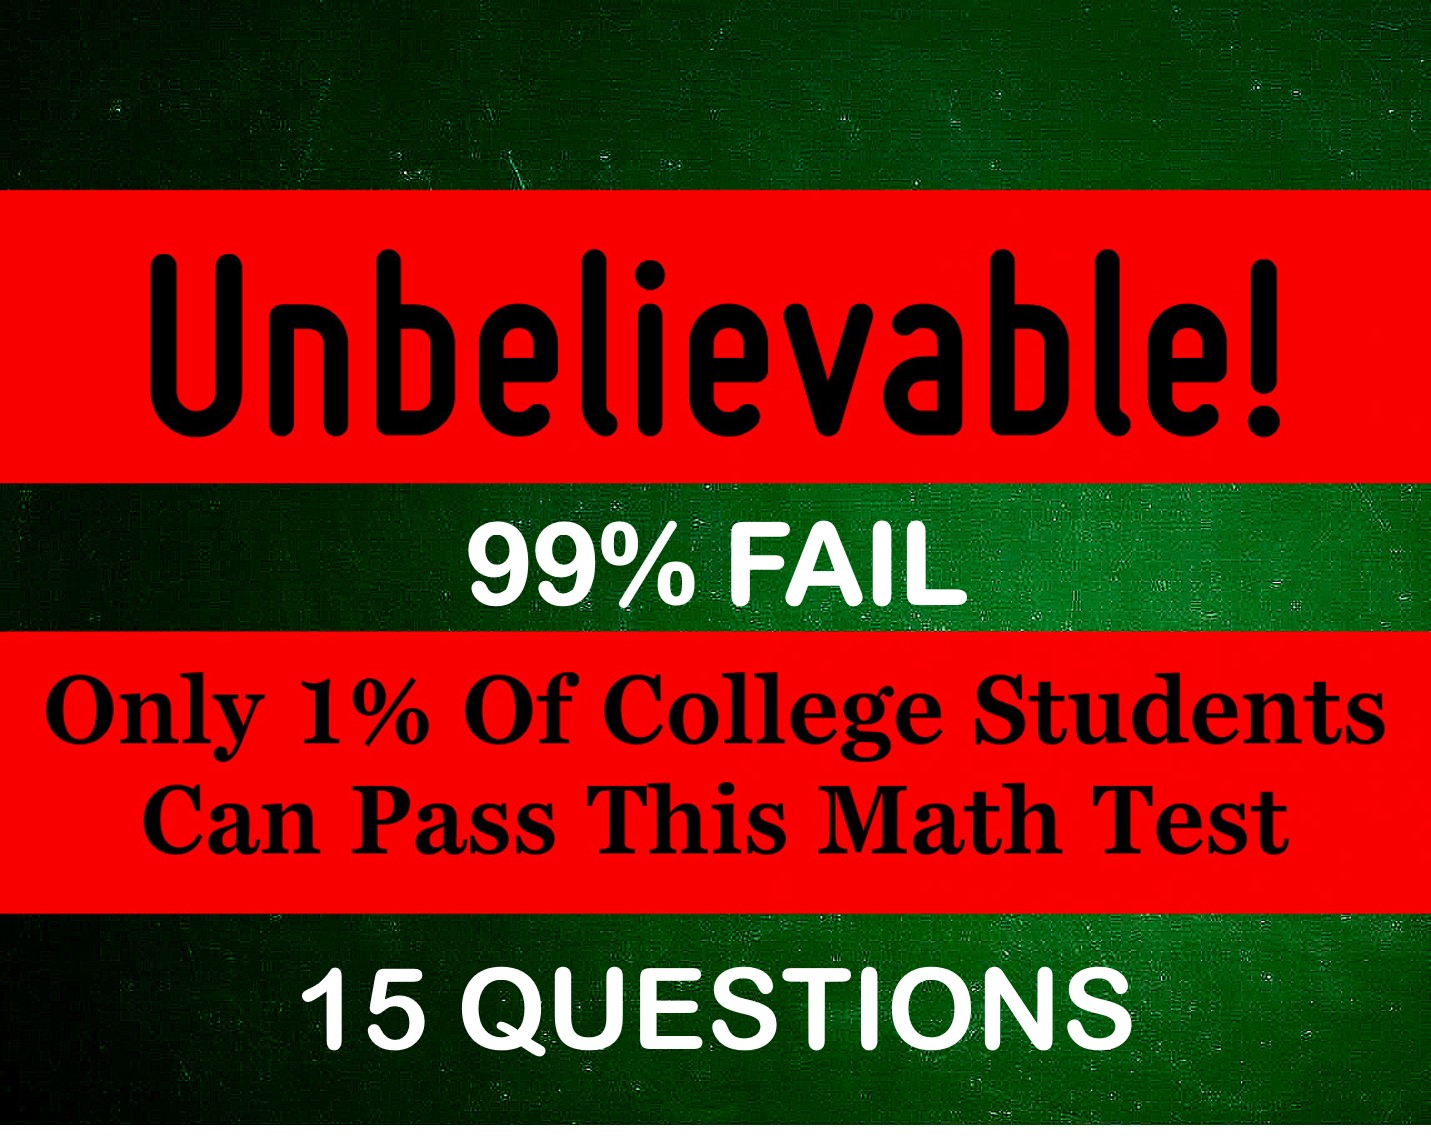 Unbelievable!
99% FAIL
Only 1% Of College Students
Can Pass This Math Test
15 QUESTIONS